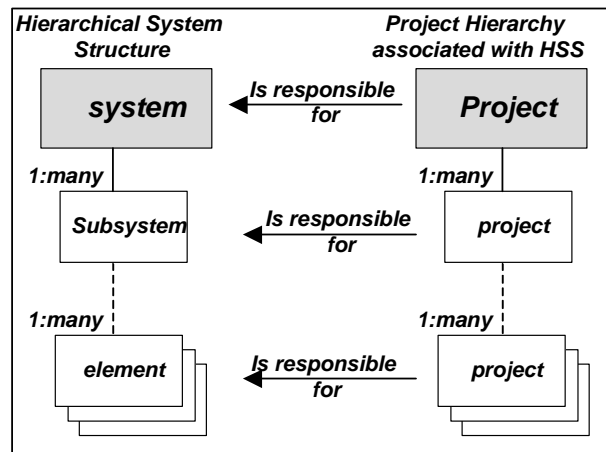 Hierarchical System
Structure
Project Hierarchy
associated with HSS
system
Is responsible
for
Project
1:many
1:many
Subsystem
Is responsible
for
project
1:many
1:many
element
Is responsible
for
project